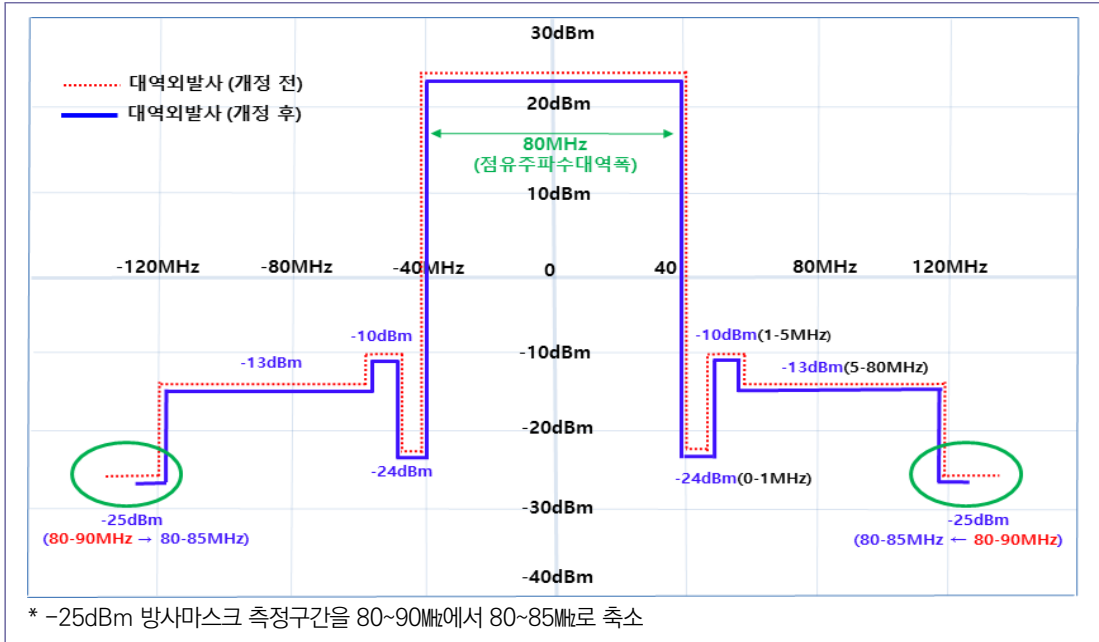 30dBm
대역외발사 (개정 전)
대역외발사 (개정 후)
20dBm
80MHz
(점유주파수대역폭)
10dBm
-120MHz -80MHz -40MHz 0 40 80MHz 120MHz
-10dBm -10dBm -10dBm(1-5MHz)
-13dBm -13dBm(5-80MHz)
-20dBm
-24dBm -24dBm(0-1MHz)
-30dBm
-25dBm -25dBm
(80-90MHz → 80-85MHz) (80-85MHz ← 80-90MHz)
-40dBm
* -25dBm 방사마스크 측정구간을 80~90㎒에서 80~85㎒로 축소